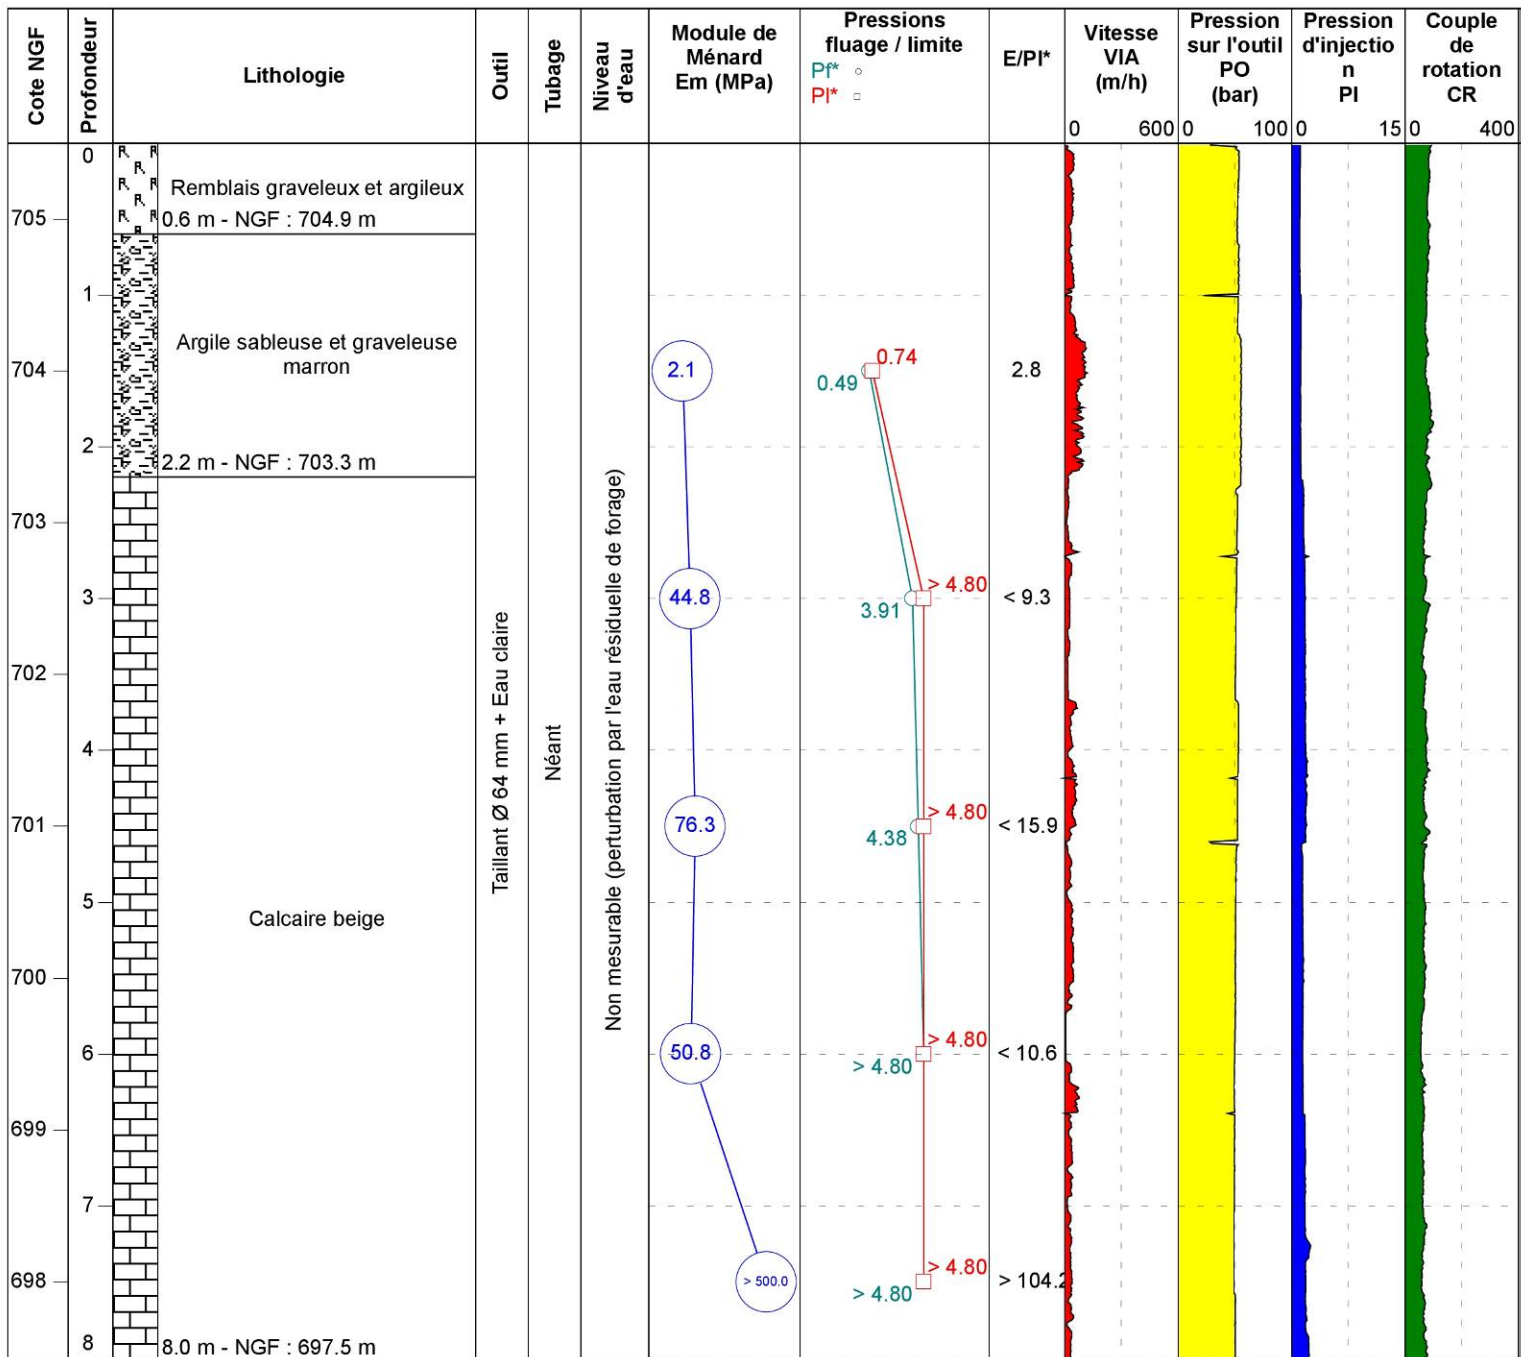 Cote NGF
Profondeur
Lithologie
Outil
Tubage
Niveau
d'eau
Module de
Ménard
Em (MPa)
Pressions
fluage / limite
Pf*
Pl*
E/Pl*
Vitesse
VIA
(m/h)
0 600
Pression
sur l'outil
PO
(bar)
0 100
Pression
d'injectio
n
PI
0 15
Couple
de
rotation
CR
0 400
0
Remblais graveleux et argileux
705
0.6 m - NGF : 704.9 m
1
Argile sableuse et graveleuse
marron
704
2.1
0.74
0.49
2.8
2
2.2 m - NGF : 703.3 m
703
3
44.8
> 4.80
3.91
< 9.3
702
4
701
76.3
> 4.80
4.38
< 15.9
5
Calcaire beige
700
6
50.8
> 4.80
> 4.80
< 10.6
699
7
698
> 500.0
> 4.80
> 4.80
> 104.2
8
8.0 m - NGF : 697.5 m
Taillant Ø 64 mm + Eau claire
Néant
Non mesurable (perturbation par l'eau résiduelle de forage)